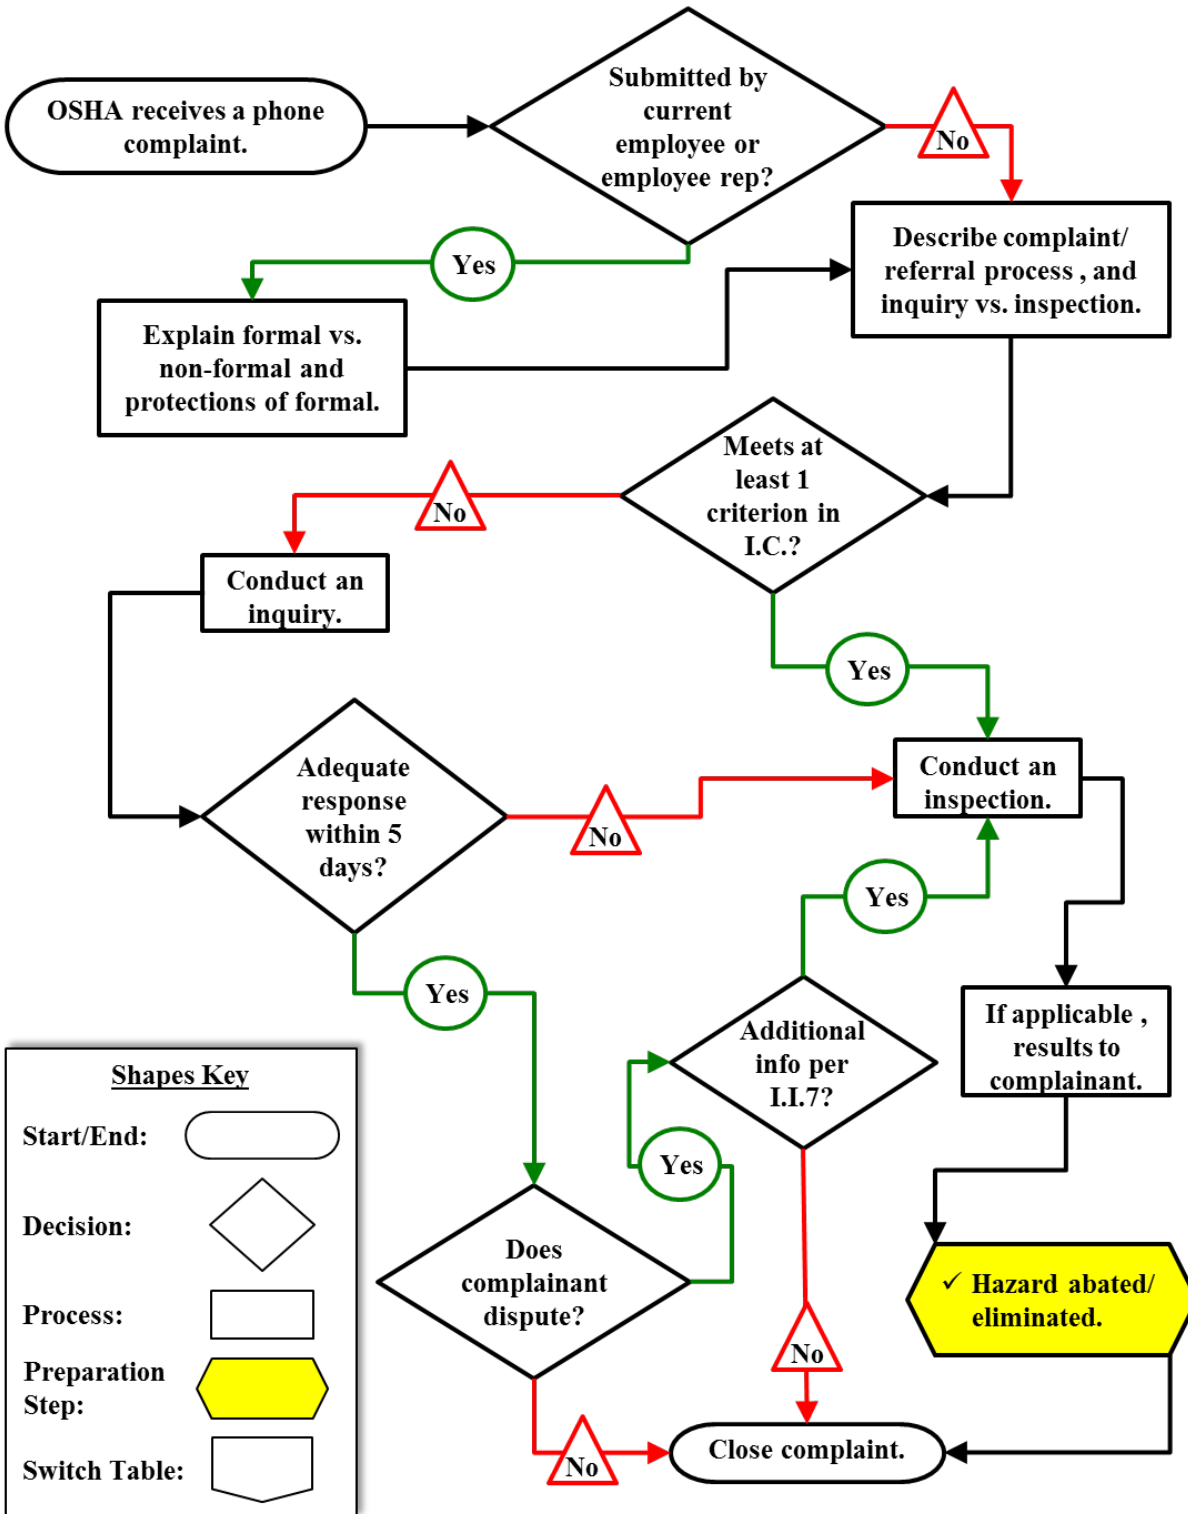 OSHA receives a phone
complaint.
Submitted by
current
employee or
employee rep?
No
Yes
Describe complaint/
referral process , and
inquiry vs. inspection.
Explain formal vs.
non-formal and
protections of formal.
Meets at
least 1
criterion in
I.C.?
No
Conduct an
inquiry.
Yes
Adequate
response
within 5
days?
No
Conduct an
inspection.
Yes
Yes
Additional
info per
I.I.7?
If applicable ,
results to
complainant.
Yes
Does
complainant
dispute?
✓ Hazard abated/
eliminated.
No
No
Close complaint.
Shapes Key
Start/End:
Decision:
Process:
Preparation
Step:
Switch Table: